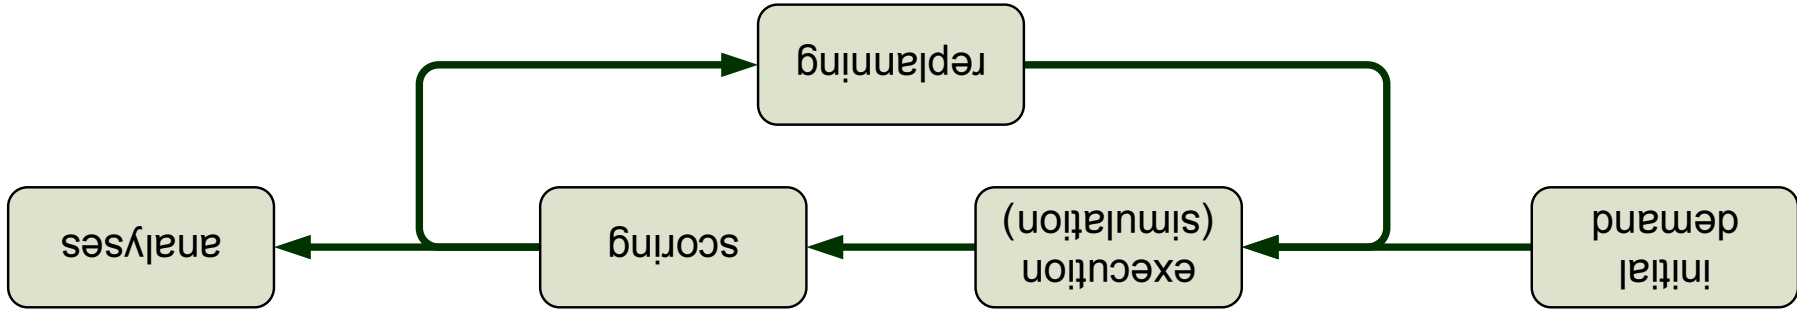 initial
demand
execution
(simulation)
scoring
analyses
replanning